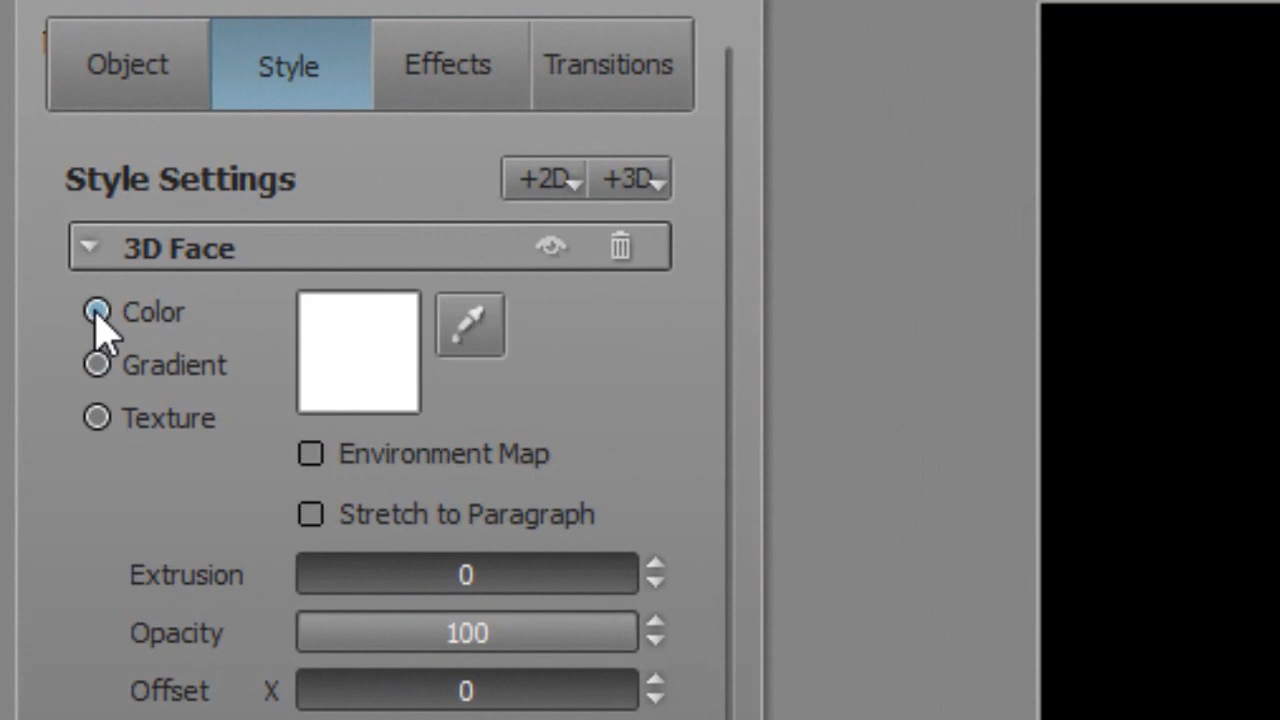 Object Style Effects Transitions
Style Settings +2D +3D
3D Face
Color
Gradient
Texture
Environment Map
Stretch to Paragraph
Extrusion 0
Opacity 100
Offset X 0